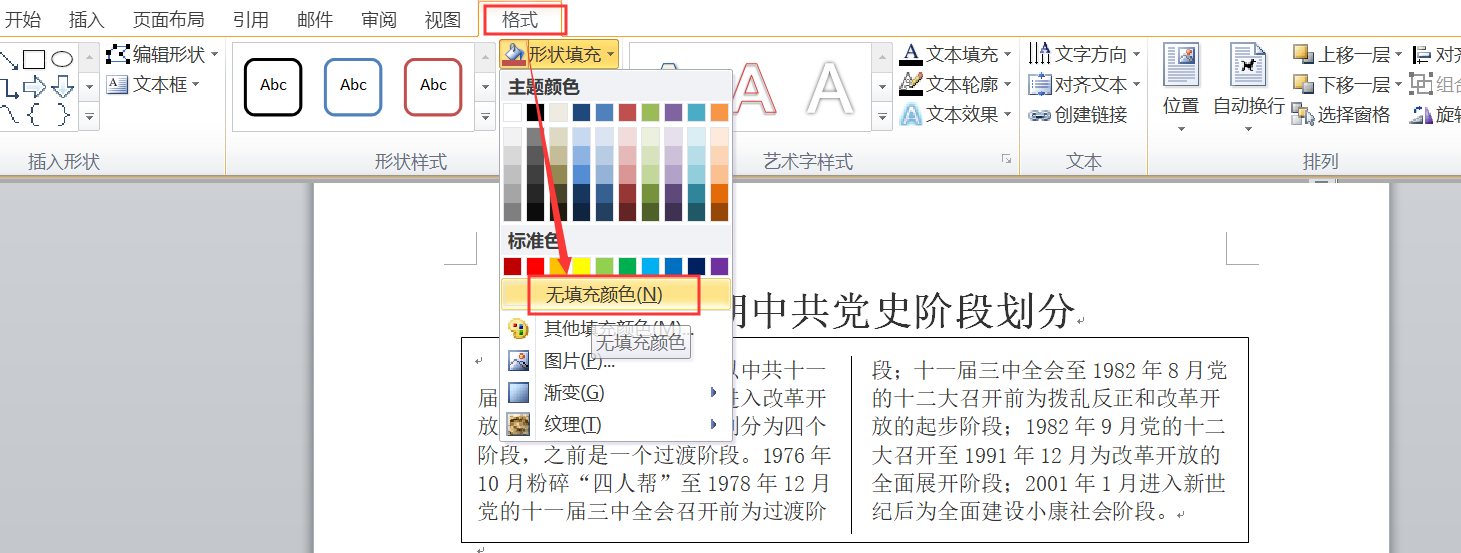 开始 插入 页面布局 引用 邮件 审阅 视图 格式
编辑形状 形状填充 文本填充 文字方向 上移一层 对齐
Abc Abc Abc
文本框 文本轮廓 对齐文本 下移一层 组合
文本效果 创建链接 位置 自动换行 选择窗格 旋转
插入形状 形状样式 艺术字样式 文本 排列
主题颜色
标准色
无填充颜色(N)
其他填充颜色(M)...
无填充颜色
图片(P)...
渐变(G)
纹理(T)
期中共党史阶段划分
以中共十一
届
进入改革开
放
划分为四个
阶段，之前是一个过渡阶段。1976 年
10 月粉碎“四人帮”至 1978 年 12 月
党的十一届三中全会召开前为过渡阶
段；十一届三中全会至 1982 年 8 月党
的十二大召开前为拨乱反正和改革开
放的起步阶段；1982 年 9 月党的十二
大召开至 1991 年 12 月为改革开放的
全面展开阶段；2001 年 1 月进入新世
纪后为全面建设小康社会阶段。